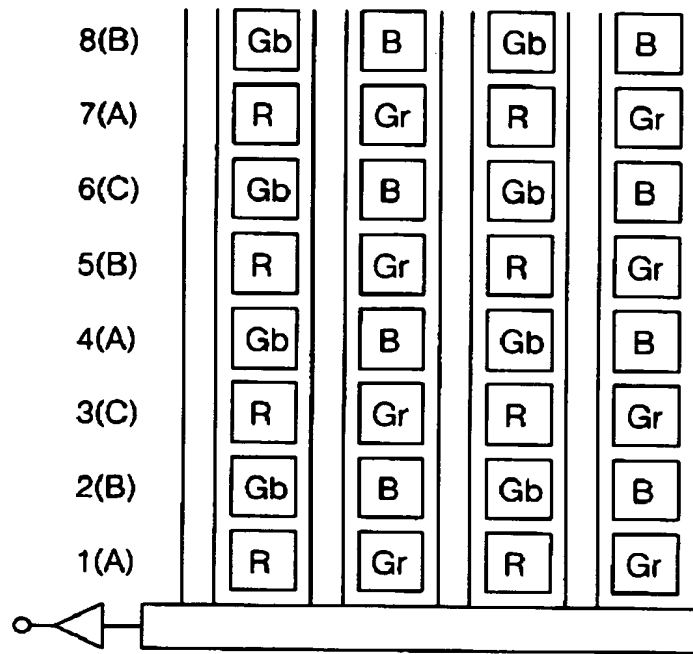 8(B) Gb B Gb B
7(A) R Gr R Gr
6(C) Gb B Gb B
5(B) R Gr R Gr
4(A) Gb B Gb B
3(C) R Gr R Gr
2(B) Gb B Gb B
1(A) R Gr R Gr